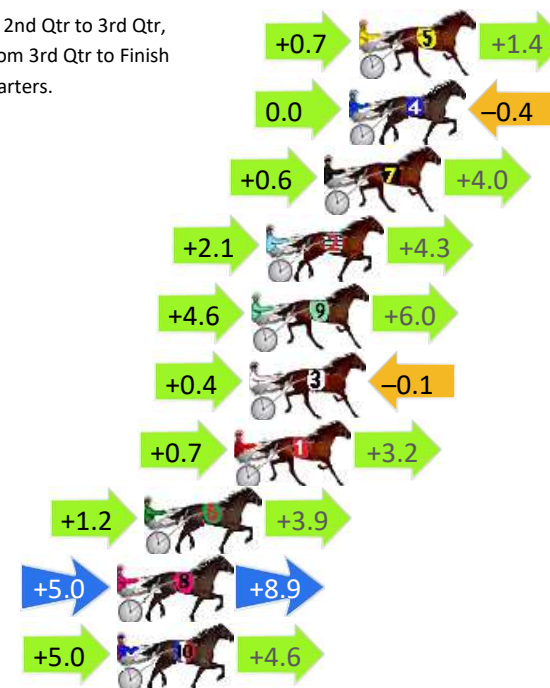 2nd Qtr to 3rd Qtr,
om 3rd Qtr to Finish
arters.
+0.7 5 +1.4
0.0 4 –0.4
+0.6 7 +4.0
+2.1 +4.3
+4.6 9 +6.0
+0.4 3 –0.1
+0.7 1 +3.2
+1.2 +3.9
+5.0 8 +8.9
+5.0 10 +4.6